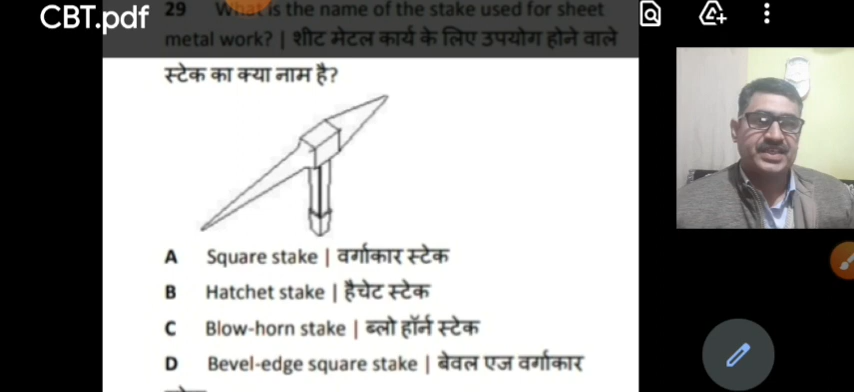 CBT.pdf
29 What is the name of the stake used for sheet
metal work? | शीट मेटल कार्य के लिए उपयोग होने वाले
स्टेक का क्या नाम है?
A Square stake | वर्गाकार स्टेक
B Hatchet stake | हैचेट स्टेक
C Blow-horn stake | ब्लो हॉर्न स्टेक
D Bevel-edge square stake | बेवल एज वर्गाकार